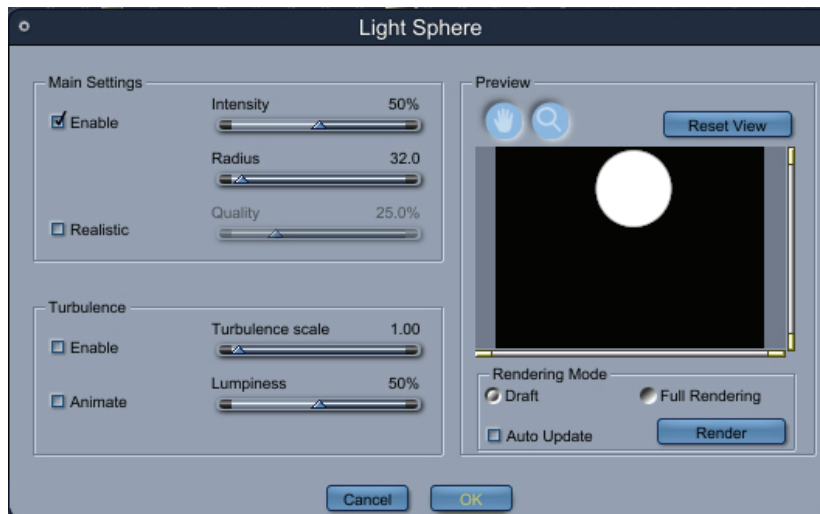 Light Sphere
Main Settings
Enable
Intensity 50%
Radius 32.0
Realistic
Quality 25.0%
Turbulence
Enable
Turbulence scale 1.00
Animate
Lumpiness 50%
Preview
Reset View
Rendering Mode
Draft Full Rendering
Auto Update Render
Cancel OK